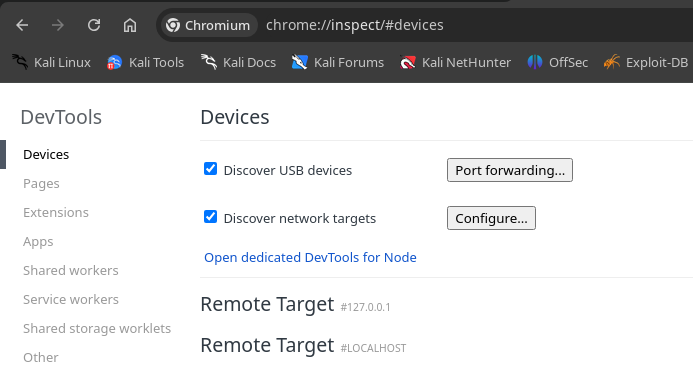 Chromium chrome://inspect/#devices
Kali Linux Kali Tools Kali Docs Kali Forums Kali NetHunter OffSec Exploit-DB
DevTools
Devices
Pages
Extensions
Apps
Shared workers
Service workers
Shared storage worklets
Other
Devices
Discover USB devices Port forwarding...
Discover network targets Configure...
Open dedicated DevTools for Node
Remote Target #127.0.0.1
Remote Target #LOCALHOST